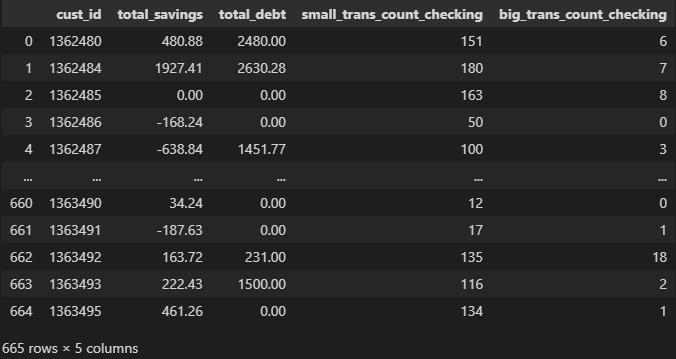 cust_id total_savings total_debt small_trans_count_checking big_trans_count_checking
0 1362480 480.88 2480.00 151 6
1 1362484 1927.41 2630.28 180 7
2 1362485 0.00 0.00 163 8
3 1362486 -168.24 0.00 50 0
4 1362487 -638.84 1451.77 100 3
... ... ... ... ... ...
660 1363490 34.24 0.00 12 0
661 1363491 -187.63 0.00 17 1
662 1363492 163.72 231.00 135 18
663 1363493 222.43 1500.00 116 2
664 1363495 461.26 0.00 134 1
665 rows × 5 columns